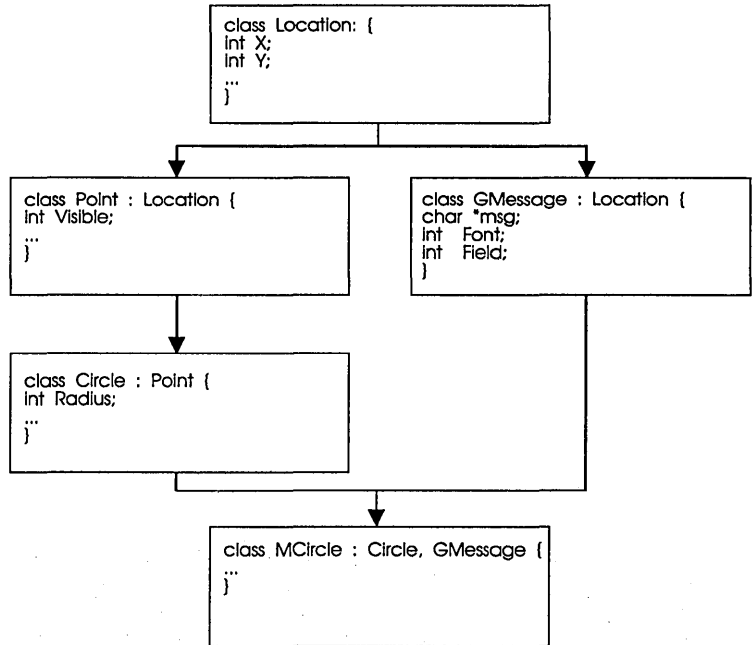 class Location: {
int X;
int Y;
...
}
class Point : Location {
int Visible;
...
}
class GMessage : Location {
char *msg;
int Font;
int Field;
}
class Circle : Point {
int Radius;
...
}
class MCircle : Circle, GMessage {
...
}